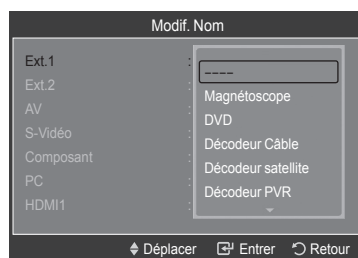 Modif. Nom
Ext.1 : ----
Ext.2 :
AV : Magnétoscope
DVD
S-Vidéo : Décodeur Câble
Composant : Décodeur satellite
PC : Décodeur PVR
HDMI1 :
Déplacer Entrer Retour